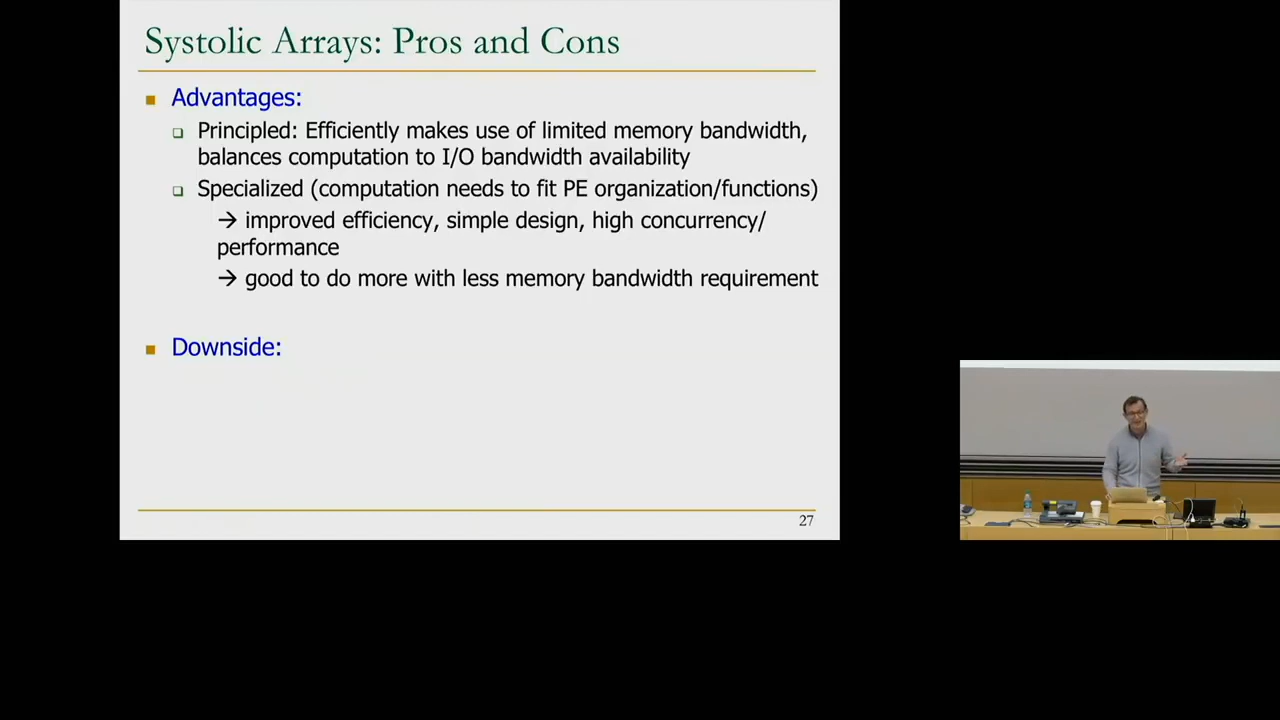 Systolic Arrays: Pros and Cons
Advantages:
Principled: Efficiently makes use of limited memory bandwidth,
balances computation to I/O bandwidth availability
Specialized (computation needs to fit PE organization/functions)
→ improved efficiency, simple design, high concurrency/
performance
→ good to do more with less memory bandwidth requirement
Downside:
27